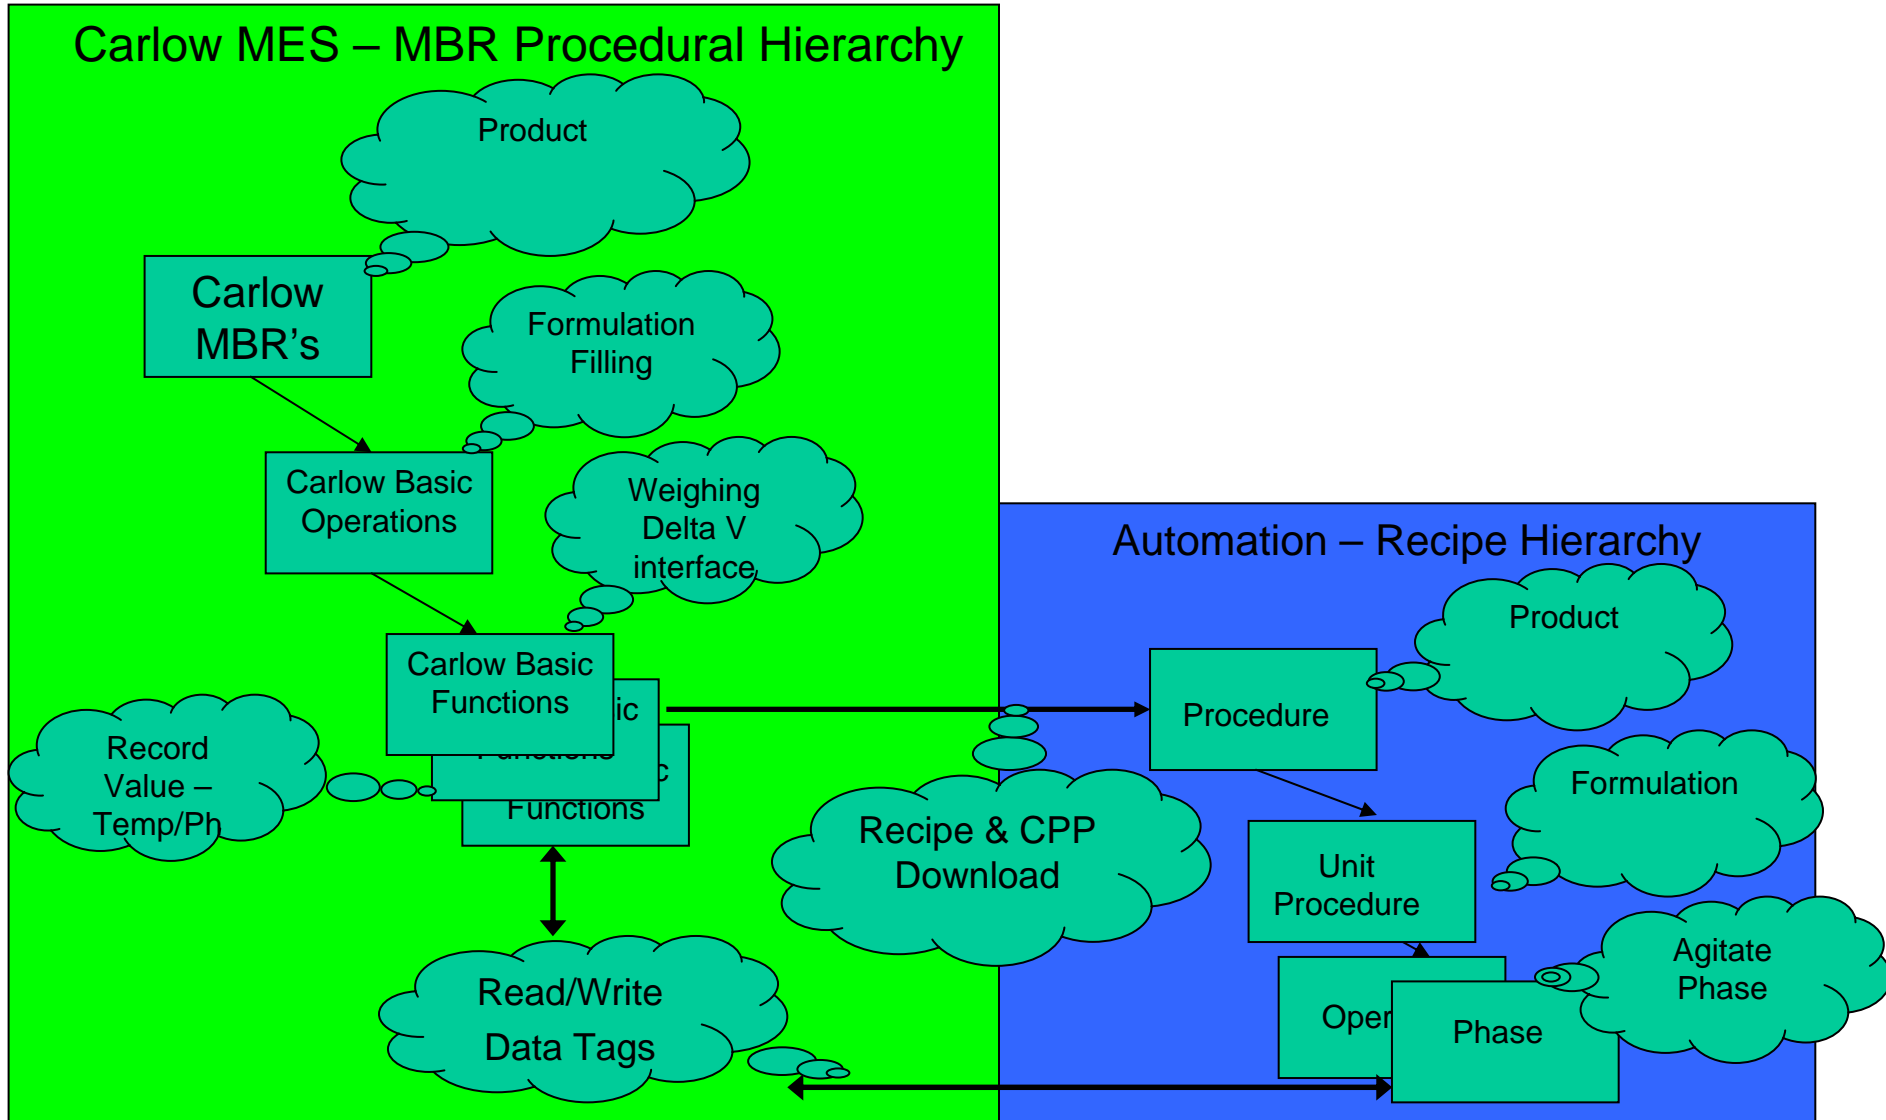 Carlow MES – MBR Procedural Hierarchy
Product
Carlow
MBR's
Formulation
Filling
Carlow Basic
Operations
Weighing
Delta V
interface
Carlow Basic
Functions
ic
Functions
c
Functions
Record
Value –
Temp/Ph
Read/Write
Data Tags
Recipe & CPP
Download
Automation – Recipe Hierarchy
Product
Procedure
Formulation
Unit
Procedure
Agitate
Phase
Oper
Phase